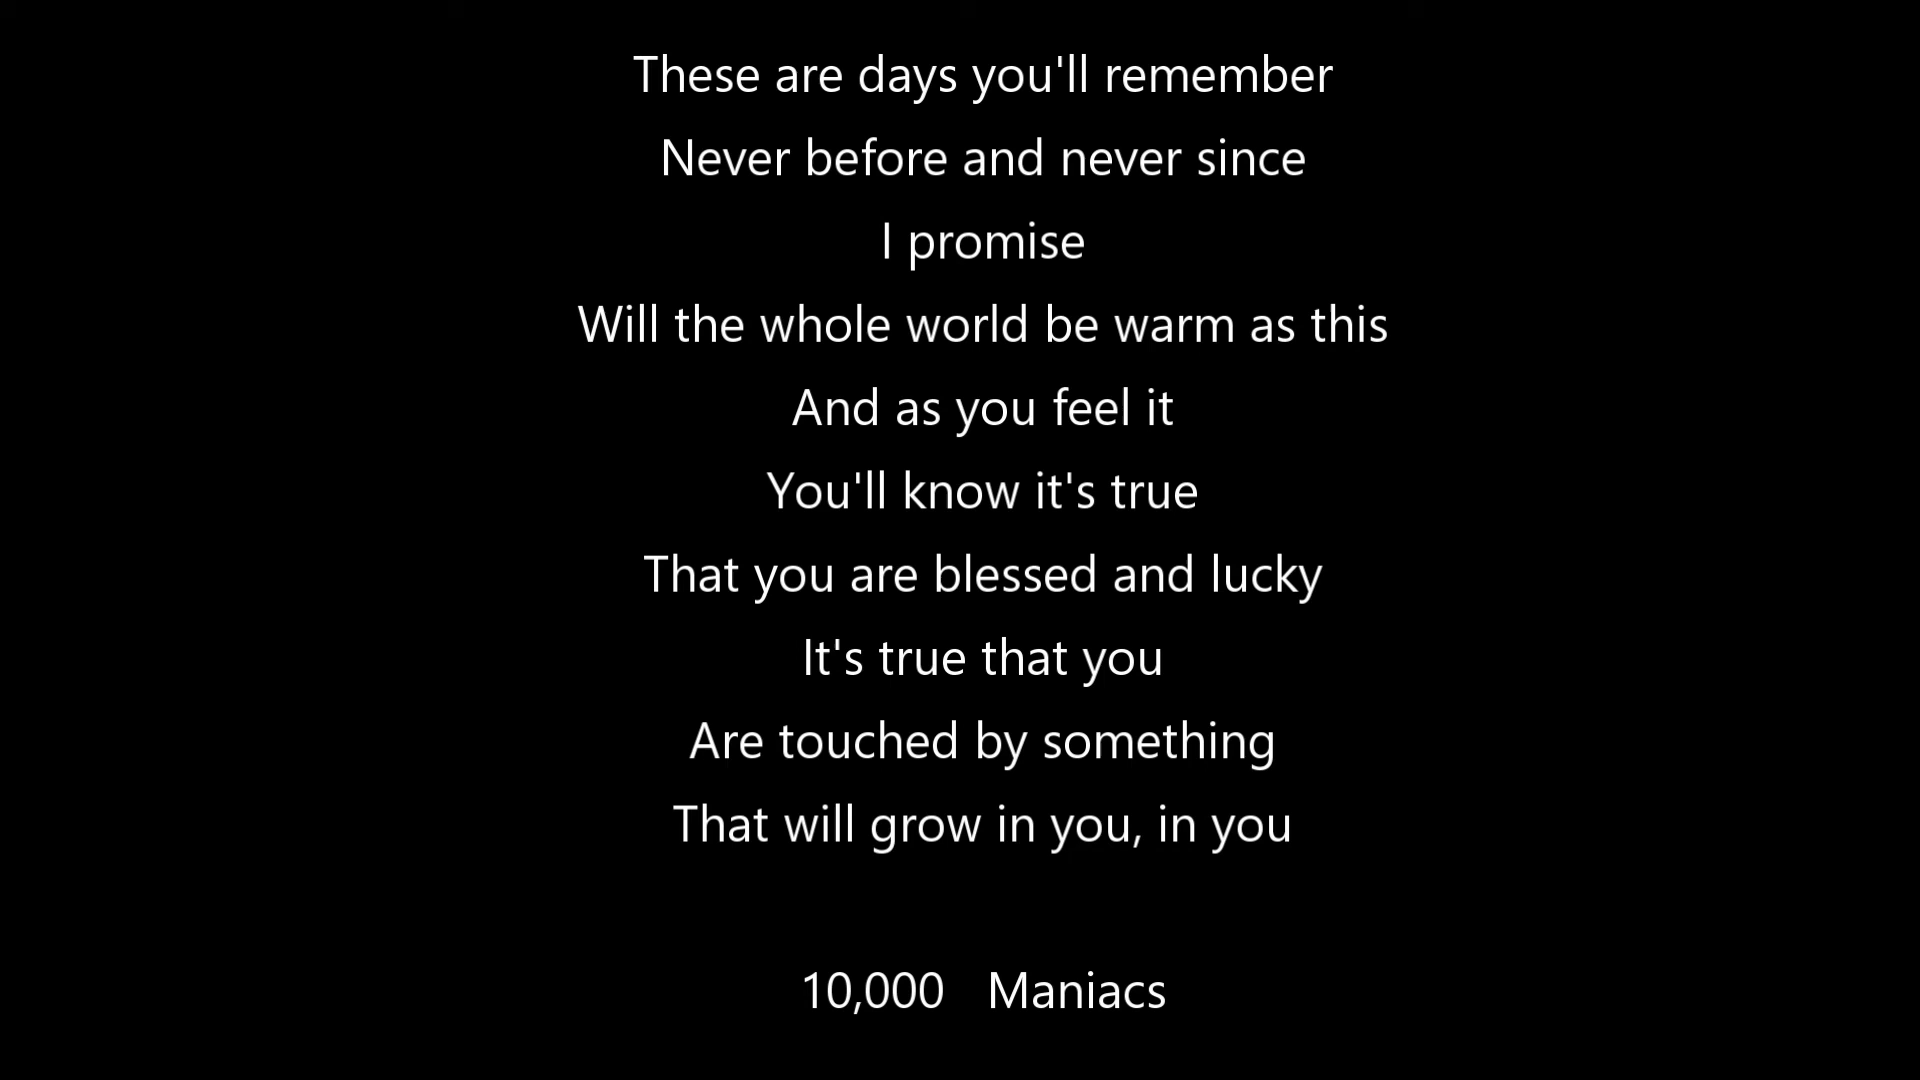 These are days you'll remember
Never before and never since
I promise
Will the whole world be warm as this
And as you feel it
You'll know it's true
That you are blessed and lucky
It's true that you
Are touched by something
That will grow in you, in you
10,000 Maniacs